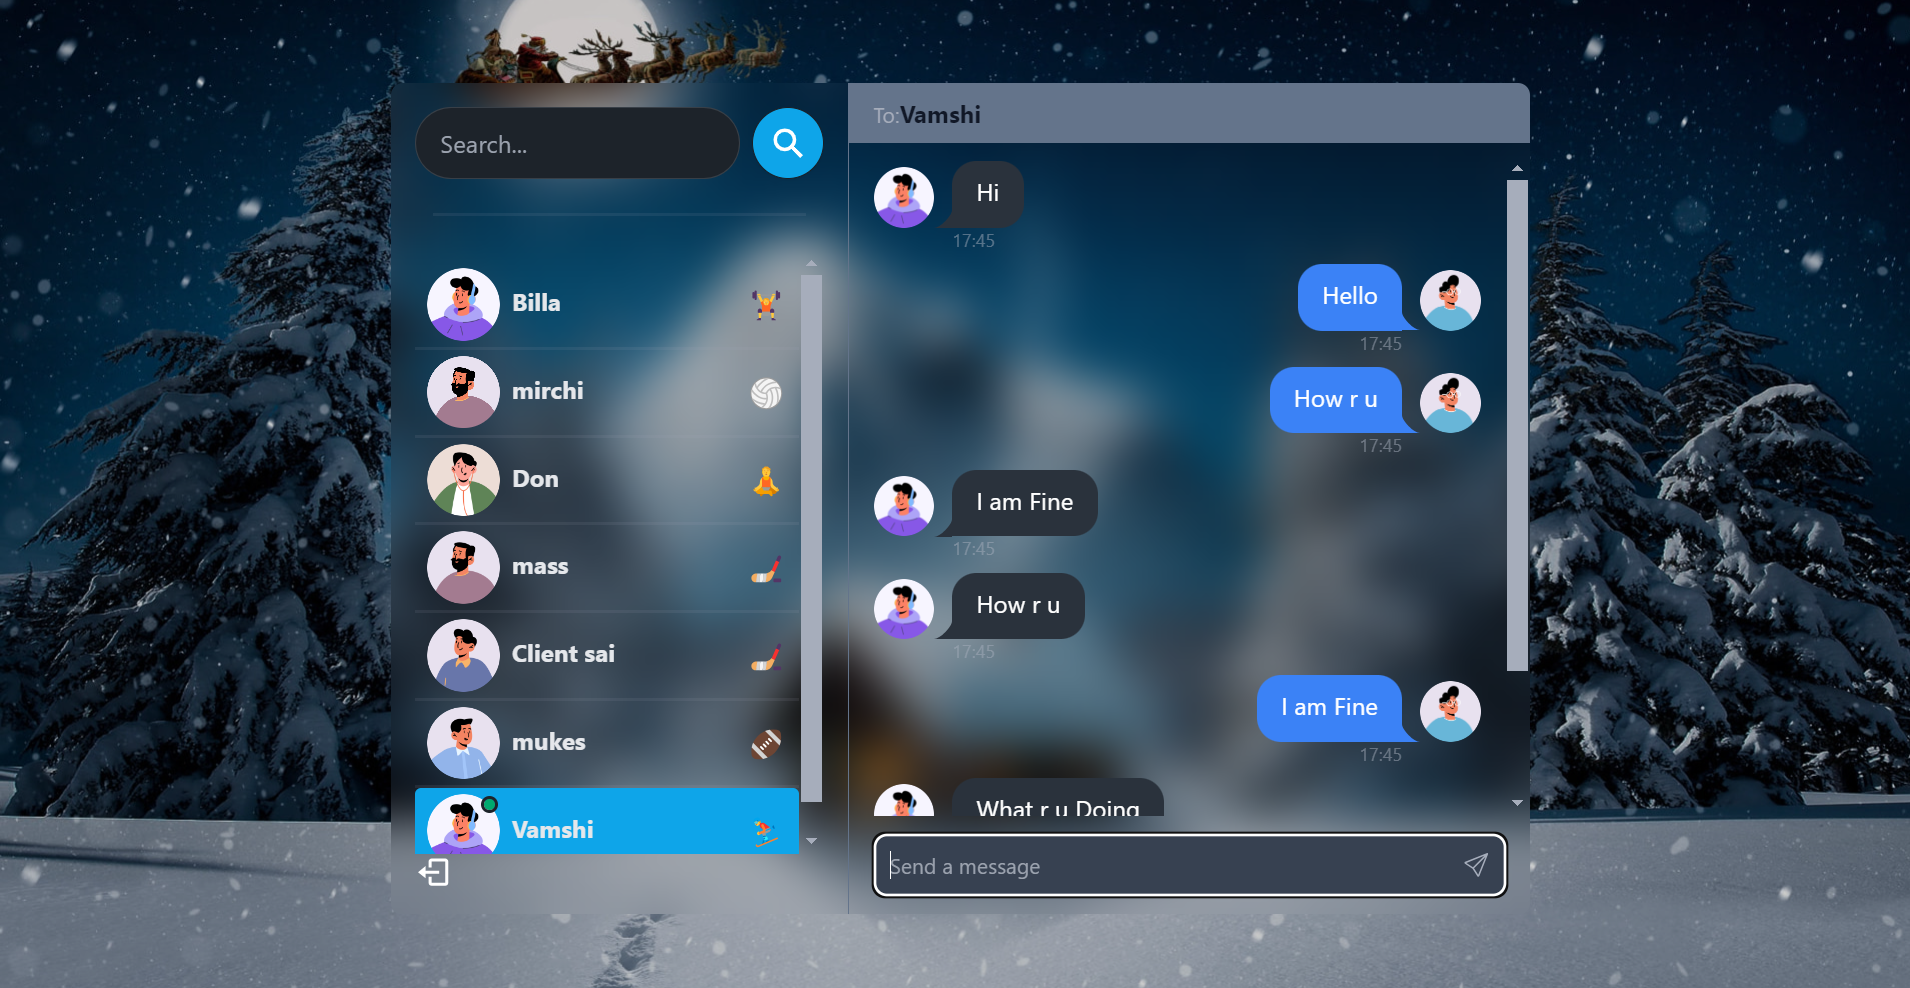 Search...
Billa
mirchi
Don
mass
Client sai
mukes
Vamshi
To:Vamshi
Hi
17:45
Hello
17:45
How r u
17:45
I am Fine
17:45
How r u
17:45
I am Fine
17:45
What r u Doing
Send a message